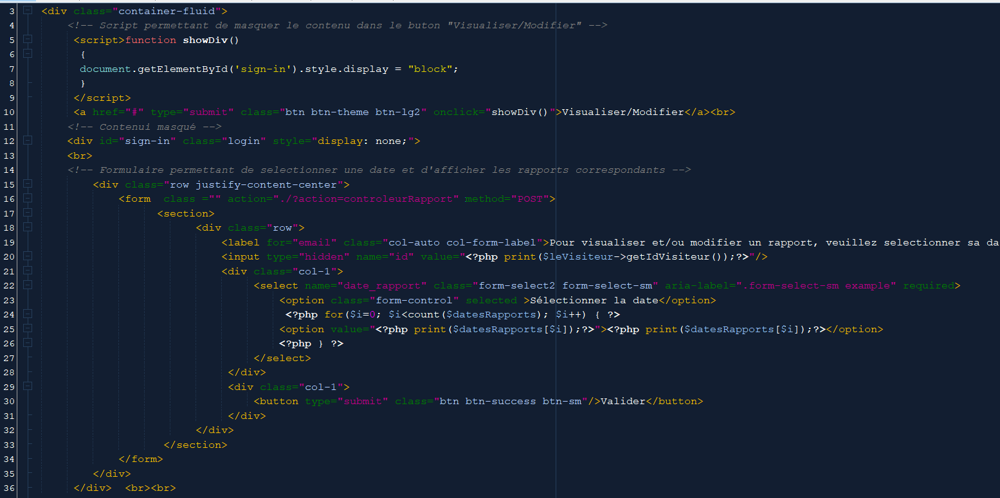 3 <div class="container-fluid">
4 <!-- Script permettant de masquer le contenu dans le buton "Visualiser/Modifier" -->
5 <script>function showDiv()
6 {
7 document.getElementById('sign-in').style.display = "block";
8 }
9 </script>
10 <a href="#" type="submit" class="btn btn-theme btn-lg2" onclick="showDiv()">Visualiser/Modifier</a><br>
11 <!-- Contenui masqué -->
12 <div id="sign-in" class="login" style="display: none;">
13 <br>
14 <!-- Formulaire permettant de selectionner une date et d'afficher les rapports correspondants -->
15 <div class="row justify-content-center">
16 <form  class ="" action="./?action=controleurRapport" method="POST">
17 <section>
18 <div class="row">
19 <label for="email" class="col-auto col-form-label">Pour visualiser et/ou modifier un rapport, veuillez selectionner sa da
20 <input type="hidden" name="id" value="<?php print($leVisiteur->getIdVisiteur());?>"/>
21 <div class="col-1">
22 <select name="date_rapport" class="form-select2 form-select-sm" aria-label=".form-select-sm example" required>
23 <option class="form-control" selected >Sélectionner la date</option>
24 <?php for($i=0; $i<count($datesRapports); $i++) { ?>
25 <option value="<?php print($datesRapports[$i]);?>"><?php print($datesRapports[$i]);?></option>
26 <?php } ?>
27 </select>
28 </div>
29 <div class="col-1">
30 <button type="submit" class="btn btn-success btn-sm"/>Valider</button>
31 </div>
32 </div>
33 </section>
34 </form>
35 </div>
36 </div>  <br><br>